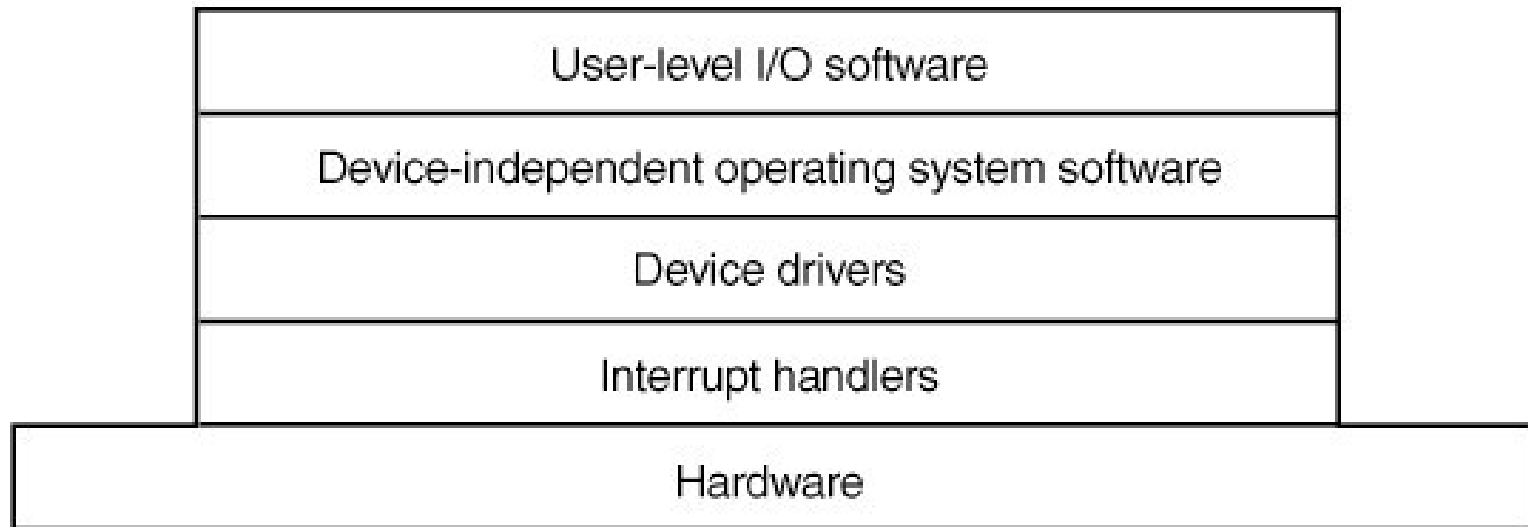 User-level I/O software
Device-independent operating system software
Device drivers
Interrupt handlers
Hardware